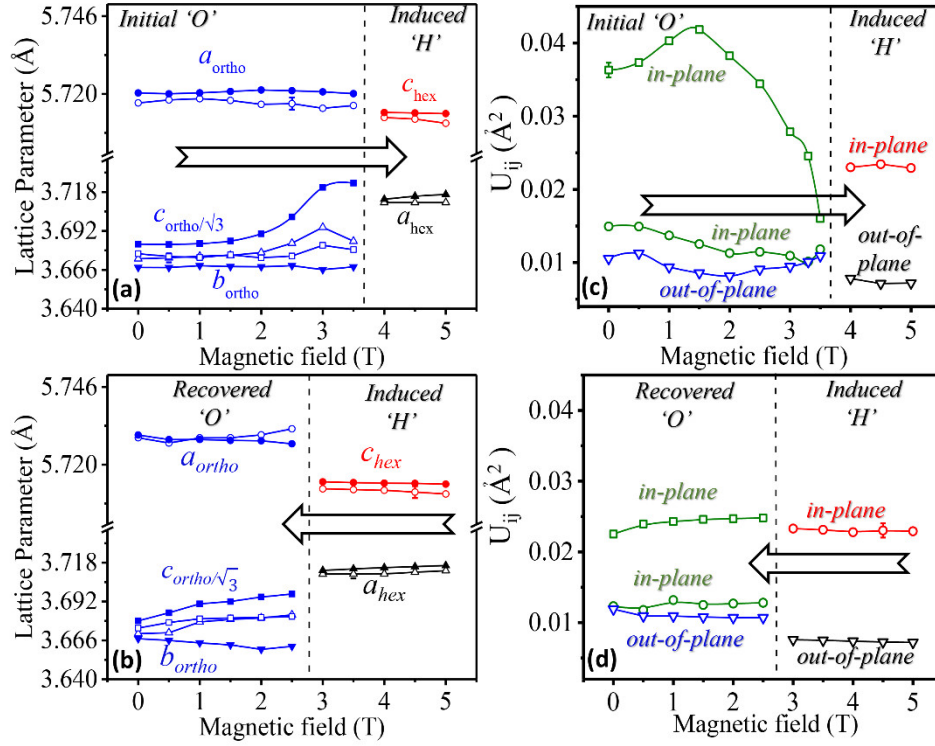 Initial 'O'
Induced
'H'
5.746
5.720
3.718
3.692
3.666
3.640
Lattice Parameter (Å)
a_ortho
c_hex
c_ortho/√3
a_hex
b_ortho
(a)
0 1 2 3 4 5
Magnetic field (T)
Initial 'O'
Induced
'H'
0.04
0.03
0.02
0.01
U_ij (Å²)
in-plane
in-plane
in-plane
out-of-
plane
out-of-plane
(c)
0 1 2 3 4 5
Magnetic field (T)
Recovered
'O'
Induced
'H'
5.746
5.720
3.718
3.692
3.666
3.640
Lattice Parameter (Å)
a_ortho
c_hex
c_ortho/√3
a_hex
b_ortho
(b)
0 1 2 3 4 5
Magnetic field (T)
Recovered
'O'
Induced
'H'
0.04
0.03
0.02
0.01
U_ij (Å²)
in-plane
in-plane
in-plane
out-of-plane
out-of-plane
(d)
0 1 2 3 4 5
Magnetic field (T)